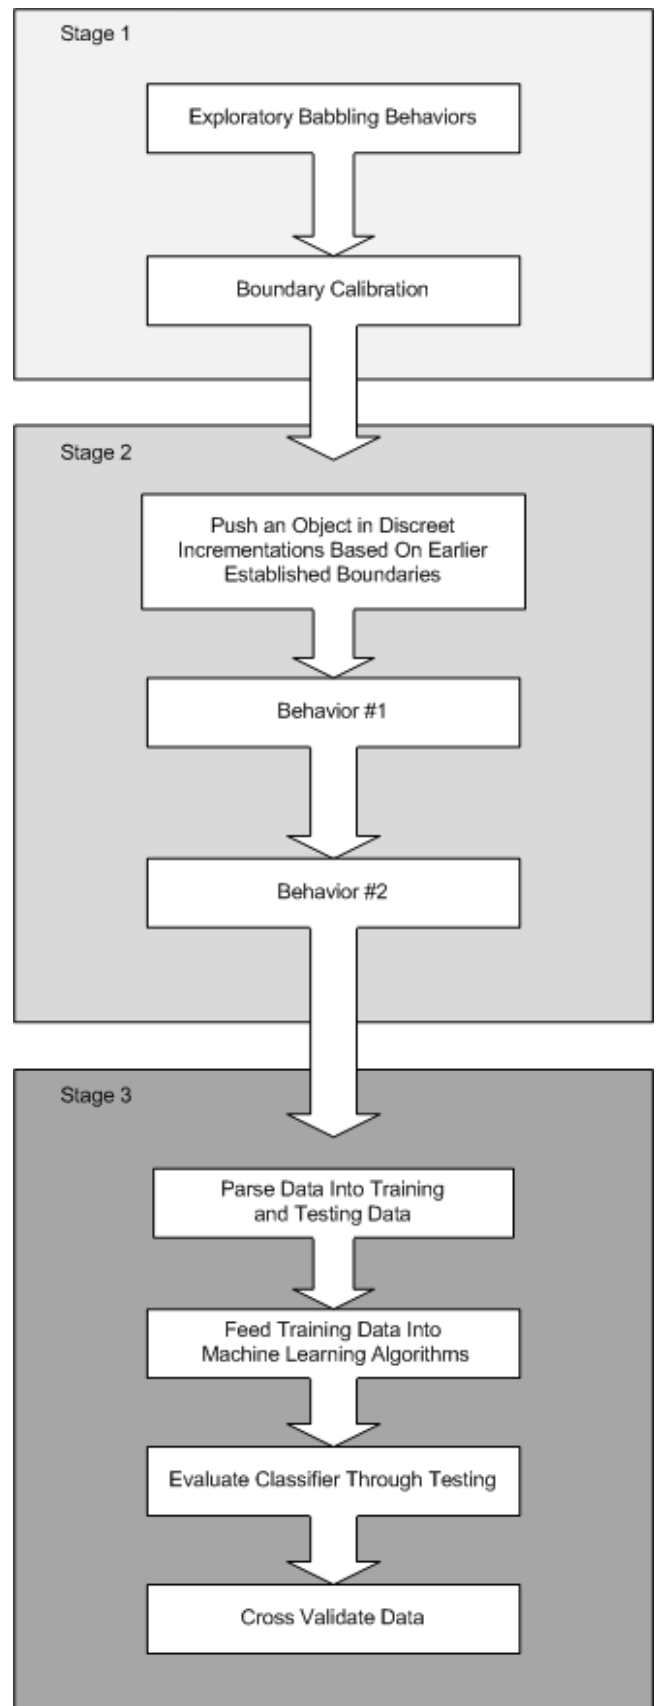 Stage 1
Exploratory Babbling Behaviors
Boundary Calibration
Stage 2
Push an Object in Discreet
Incrementations Based On Earlier
Established Boundaries
Behavior #1
Behavior #2
Stage 3
Parse Data Into Training
and Testing Data
Feed Training Data Into
Machine Learning Algorithms
Evaluate Classifier Through Testing
Cross Validate Data